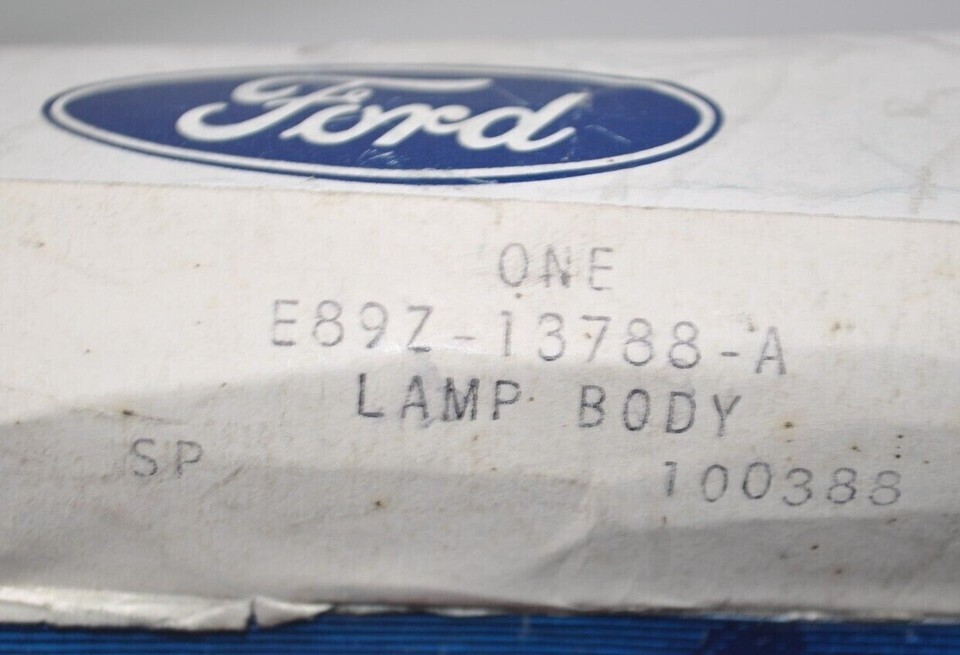 Ford
ONE
E89Z-13788-A
LAMP BODY
SP 100388